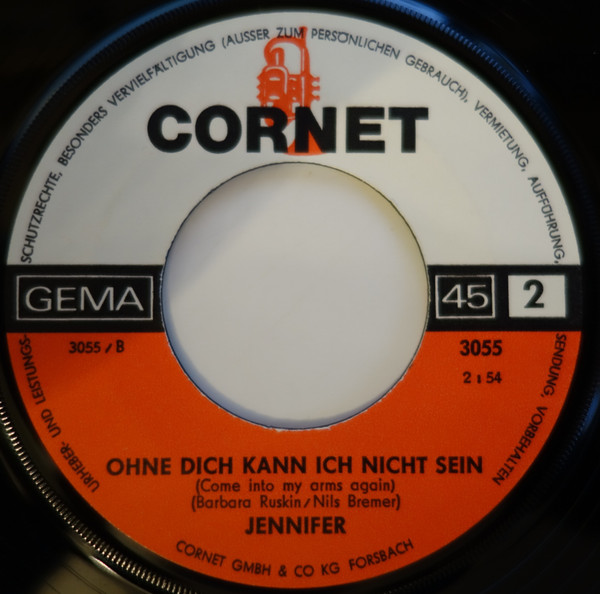 URHEBER- UND LEISTUNGS-SCHUTZRECHTE, BESONDERS VERVIELFÄLTIGUNG (AUSSER ZUM PERSÖNLICHEN GEBRAUCH), VERMIETUNG, AUFFÜHRUNG, SENDUNG, VORBEHALTEN
CORNET
GEMA 45 2
3055 / B 3055
2 : 54
OHNE DICH KANN ICH NICHT SEIN
(Come into my arms again)
(Barbara Ruskin/Nils Bremer)
JENNIFER
CORNET GMBH & CO KG FORSBACH